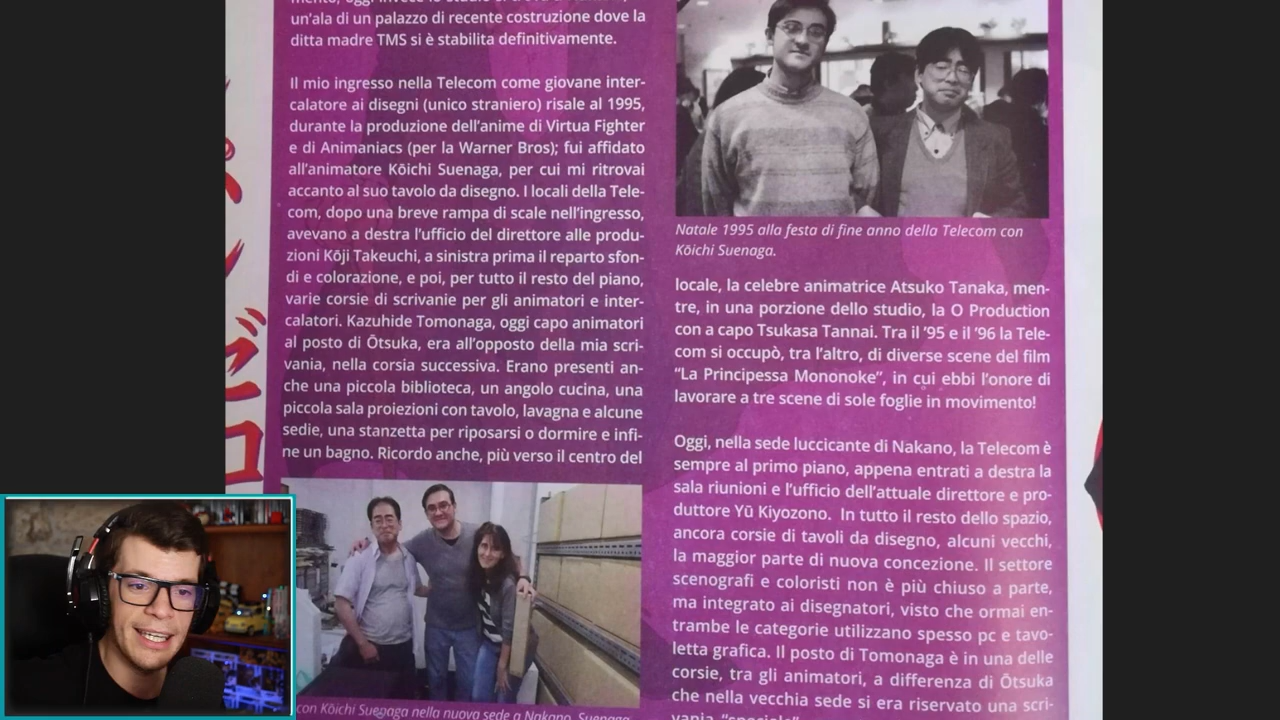 un'ala di un palazzo di recente costruzione dove la
ditta madre TMS si è stabilita definitivamente.
Il mio ingresso nella Telecom come giovane inter-
calatore ai disegni (unico straniero) risale al 1995,
durante la produzione dell'anime di Virtua Fighter
e di Animaniacs (per la Warner Bros); fui affidato
all'animatore Kōichi Suenaga, per cui mi ritrovai
accanto al suo tavolo da disegno. I locali della Tele-
com, dopo una breve rampa di scale nell'ingresso,
avevano a destra l'ufficio del direttore alle produ-
zioni Kōji Takeuchi, a sinistra prima il reparto sfon-
di e colorazione, e poi, per tutto il resto del piano,
varie corsie di scrivanie per gli animatori e inter-
calatori. Kazuhide Tomonaga, oggi capo animatori
al posto di Ōtsuka, era all'opposto della mia scri-
vania, nella corsia successiva. Erano presenti an-
che una piccola biblioteca, un angolo cucina, una
piccola sala proiezioni con tavolo, lavagna e alcune
sedie, una stanzetta per riposarsi o dormire e infi-
ne un bagno. Ricordo anche, più verso il centro del
con Kōichi Suenaga nella nuova sede a Nakano. Suenaga
Natale 1995 alla festa di fine anno della Telecom con
Kōichi Suenaga.
locale, la celebre animatrice Atsuko Tanaka, men-
tre, in una porzione dello studio, la O Production
con a capo Tsukasa Tannai. Tra il '95 e il '96 la Tele-
com si occupò, tra l'altro, di diverse scene del film
"La Principessa Mononoke", in cui ebbi l'onore di
lavorare a tre scene di sole foglie in movimento!
Oggi, nella sede luccicante di Nakano, la Telecom è
sempre al primo piano, appena entrati a destra la
sala riunioni e l'ufficio dell'attuale direttore e pro-
duttore Yū Kiyozono. In tutto il resto dello spazio,
ancora corsie di tavoli da disegno, alcuni vecchi,
la maggior parte di nuova concezione. Il settore
scenografi e coloristi non è più chiuso a parte,
ma integrato ai disegnatori, visto che ormai en-
trambe le categorie utilizzano spesso pc e tavo-
letta grafica. Il posto di Tomonaga è in una delle
corsie, tra gli animatori, a differenza di Ōtsuka
che nella vecchia sede si era riservato una scri-
vania "speciale"